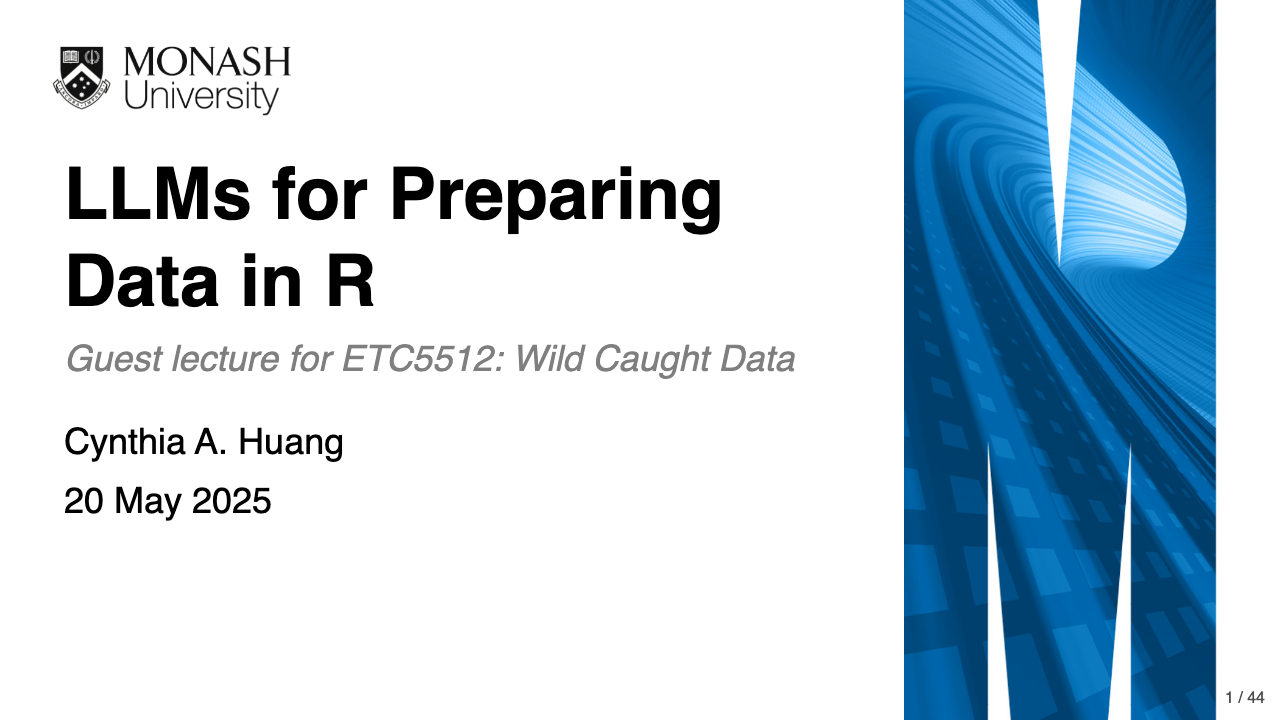 MONASH
University
LLMs for Preparing
Data in R
Guest lecture for ETC5512: Wild Caught Data
Cynthia A. Huang
20 May 2025
1 / 44